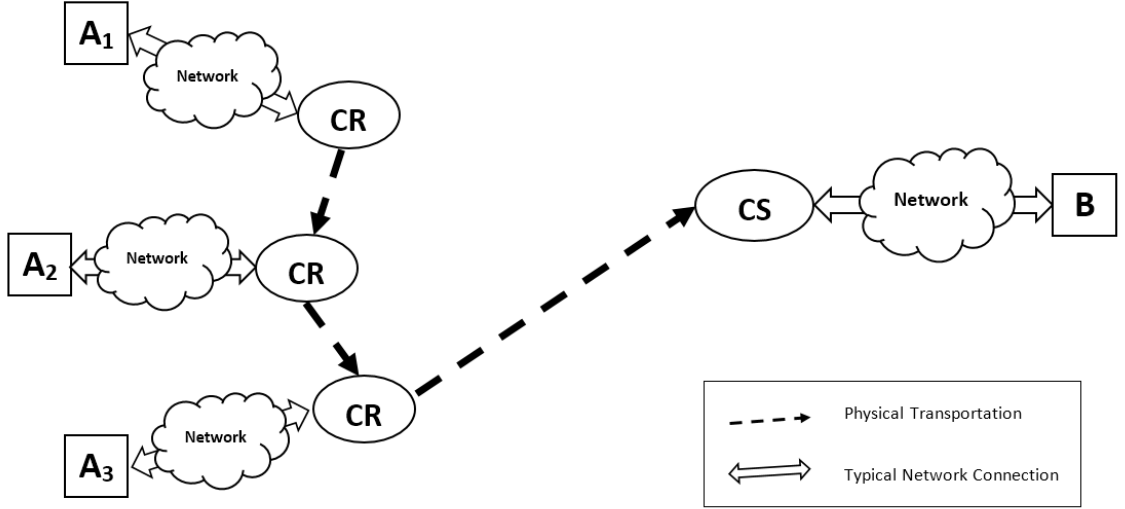 A₁
Network
CR
A₂
Network
CR
A₃
Network
CR
CS
Network
B
Physical Transportation
Typical Network Connection